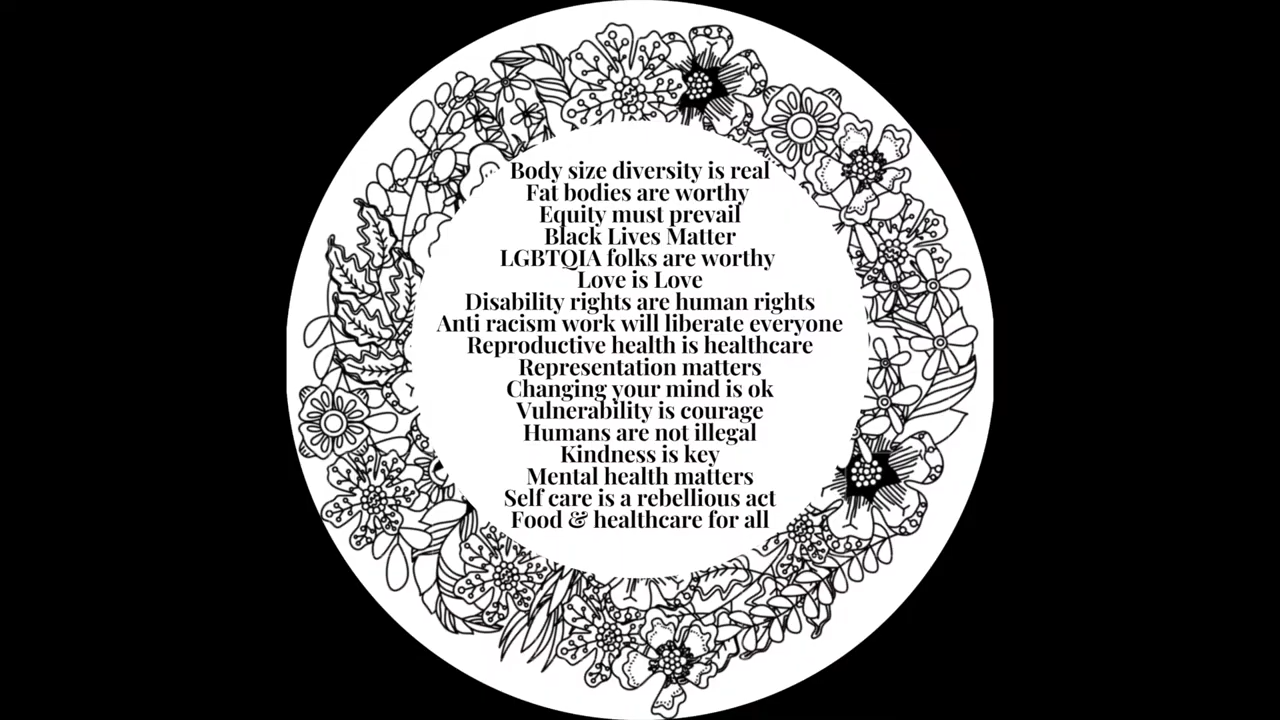 Body size diversity is real
Fat bodies are worthy
Equity must prevail
Black Lives Matter
LGBTQIA folks are worthy
Love is Love
Disability rights are human rights
Anti racism work will liberate everyone
Reproductive health is healthcare
Representation matters
Changing your mind is ok
Vulnerability is courage
Humans are not illegal
Kindness is key
Mental health matters
Self care is a rebellious act
Food & healthcare for all